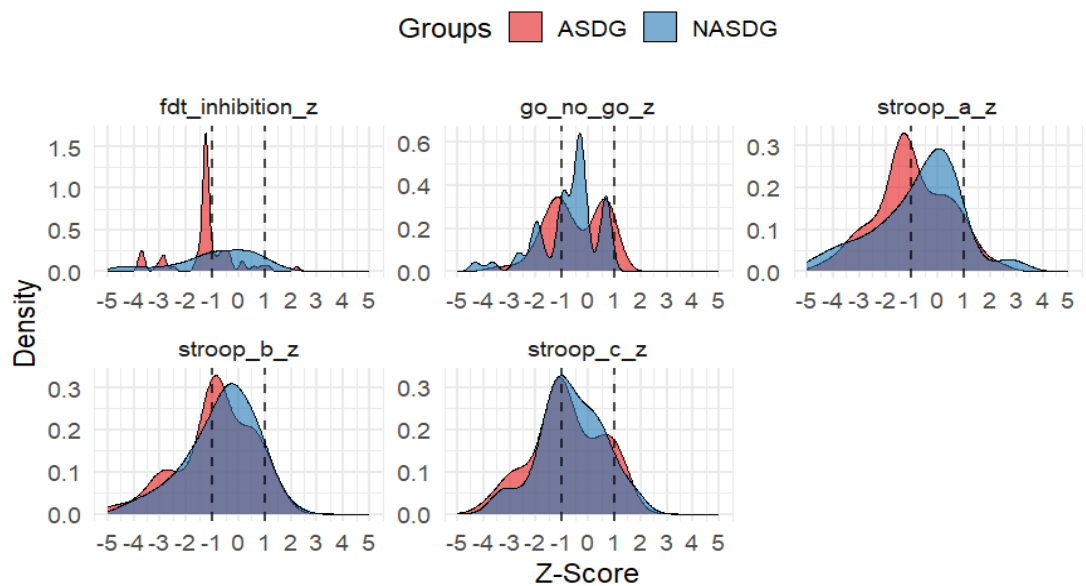 Groups ASDG NASDG
fdt_inhibition_z go_no_go_z stroop_a_z
1.5
1.0
0.5
0.0
-5 -4 -3 -2 -1 0 1 2 3 4 5
0.6
0.4
0.2
0.0
-5 -4 -3 -2 -1 0 1 2 3 4 5
0.3
0.2
0.1
0.0
-5 -4 -3 -2 -1 0 1 2 3 4 5
Density
stroop_b_z stroop_c_z
0.3
0.2
0.1
0.0
-5 -4 -3 -2 -1 0 1 2 3 4 5
0.3
0.2
0.1
0.0
-5 -4 -3 -2 -1 0 1 2 3 4 5
Z-Score